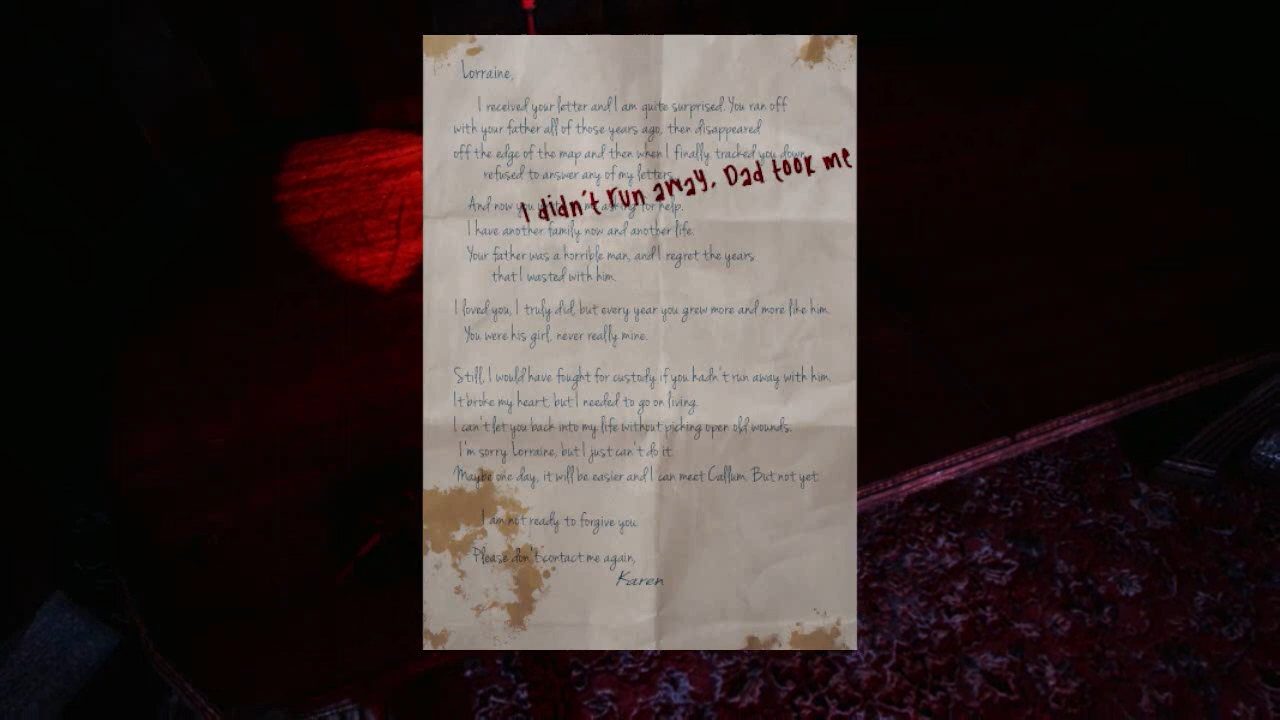 Lorraine,
I received your letter and I am quite surprised. You ran off
with your father all of those years ago, then disappeared
off the edge of the map and then when I finally tracked you down
refused to answer any of my letters
I didn't run away. Dad took me
And now you asking for help.
I have another family now and another life.
Your father was a horrible man, and I regret the years
that I wasted with him.
I loved you, I truly did, but every year you grew more and more like him.
You were his girl, never really mine.
Still, I would have fought for custody if you hadn't run away with him.
It broke my heart, but I needed to go on living.
I can't let you back into my life without picking open old wounds.
I'm sorry Lorraine, but I just can't do it.
Maybe one day, it will be easier and I can meet Callum. But not yet.
I am not ready to forgive you.
Please don't contact me again,
Karen